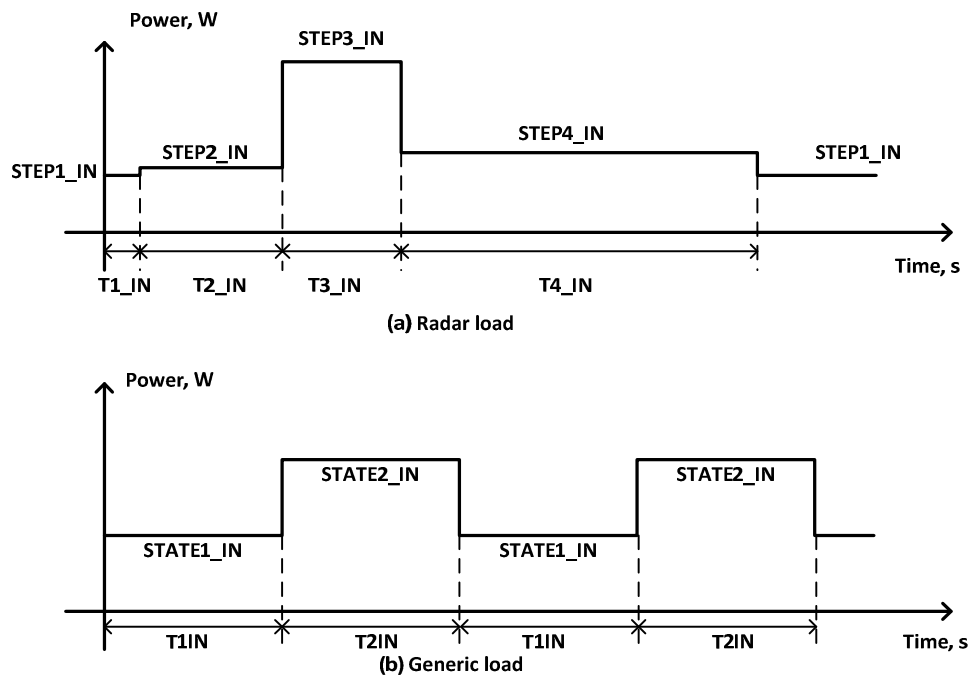 Power, W
STEP3_IN
STEP4_IN
STEP2_IN
STEP1_IN
STEP1_IN
Time, s
T1_IN
T2_IN
T3_IN
T4_IN
(a) Radar load
Power, W
STATE2_IN
STATE2_IN
STATE1_IN
STATE1_IN
T1IN
T2IN
T1IN
T2IN
Time, s
(b) Generic load